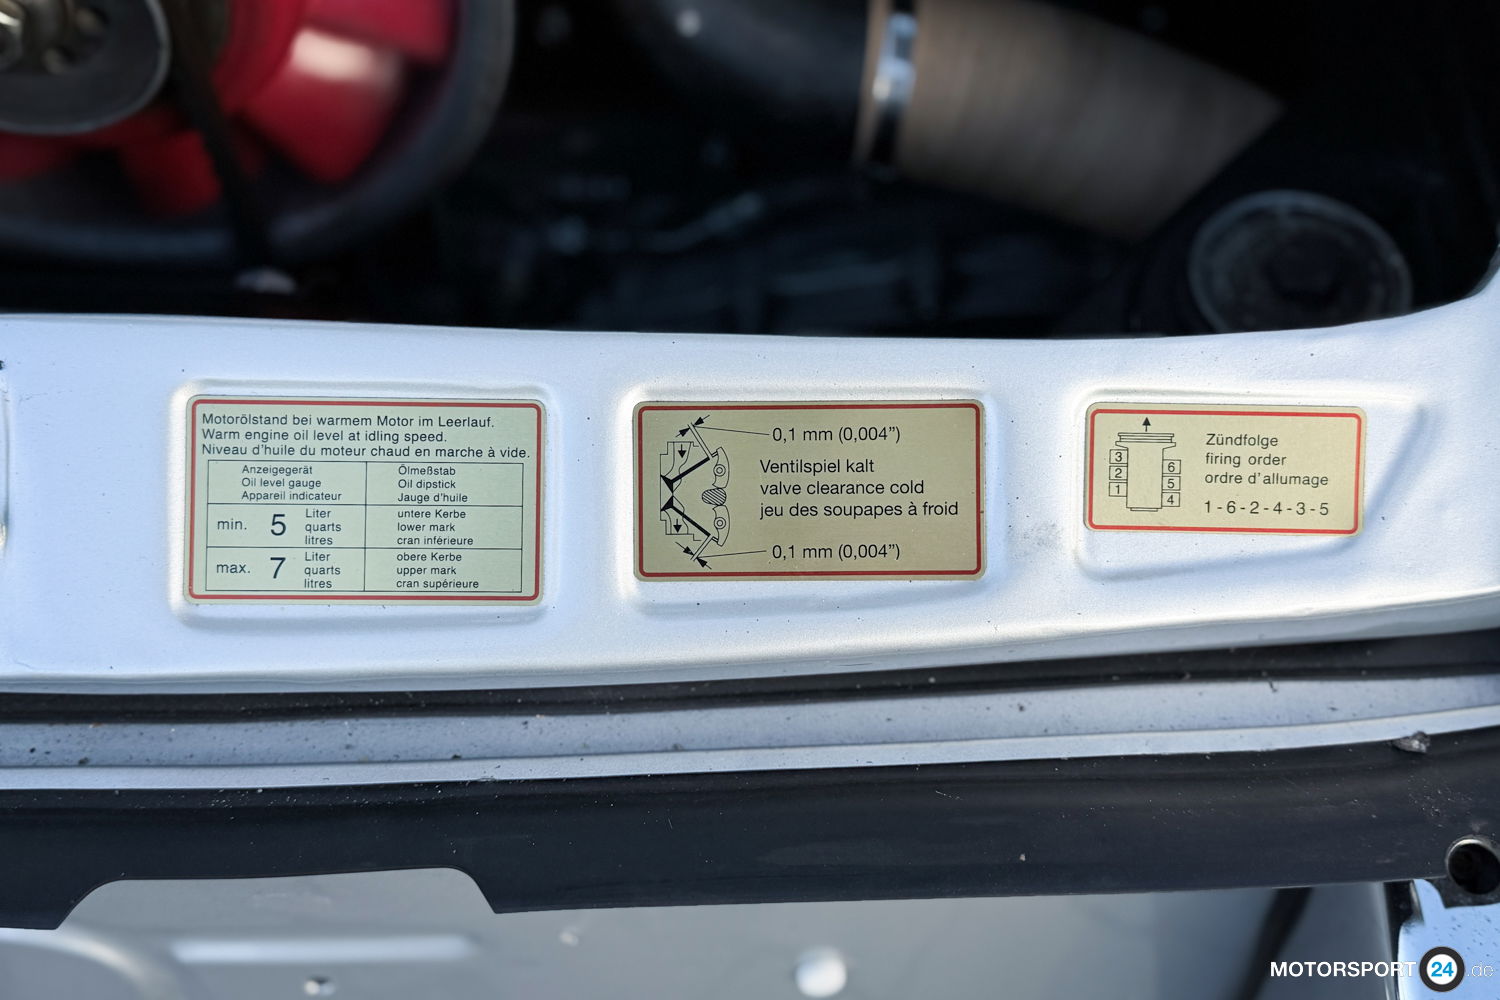 Motorölstand bei warmem Motor im Leerlauf.
Warm engine oil level at idling speed.
Niveau d'huile du moteur chaud en marche à vide.
Anzeigegerät
Oil level gauge
Appareil indicateur
Ölmeßstab
Oil dipstick
Jauge d'huile
min. 5
Liter
quarts
litres
untere Kerbe
lower mark
cran inférieure
max. 7
Liter
quarts
litres
obere Kerbe
upper mark
cran supérieure
0,1 mm (0,004")
Ventilspiel kalt
valve clearance cold
jeu des soupapes à froid
0,1 mm (0,004")
3
2
1
6
5
4
Zündfolge
firing order
ordre d'allumage
1-6-2-4-3-5
MOTORSPORT 24 .de